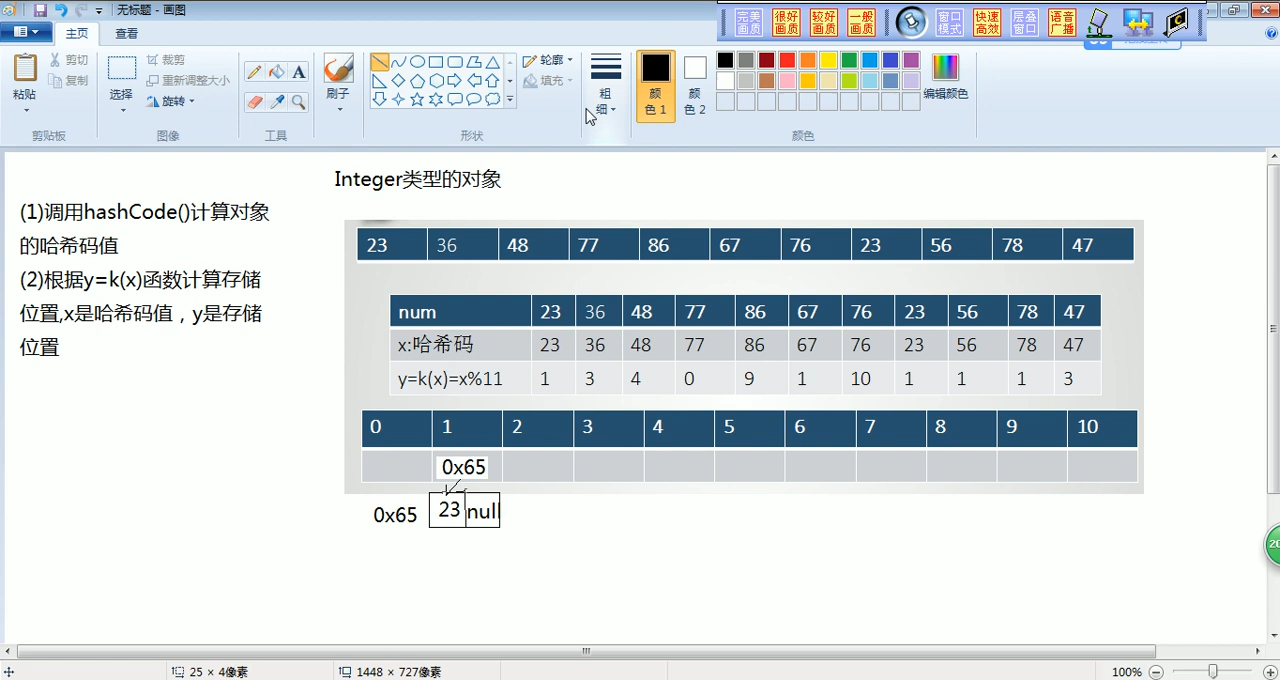 无标题 - 画图
完美画质 很好画质 较好画质 一般画质 窗口模式 快速高效 层叠窗口 语音广播
主页 查看
粘贴 剪切 复制 剪贴板
选择 裁剪 重新调整大小 旋转 图像
A 工具
刷子
轮廓 填充 形状
粗细
颜色 1 颜色 2 编辑颜色 颜色
Integer类型的对象
(1)调用hashCode()计算对象
的哈希码值
(2)根据y=k(x)函数计算存储
位置,x是哈希码值，y是存储
位置
23 36 48 77 86 67 76 23 56 78 47
num 23 36 48 77 86 67 76 23 56 78 47
x:哈希码 23 36 48 77 86 67 76 23 56 78 47
y=k(x)=x%11 1 3 4 0 9 1 10 1 1 1 3
0 1 2 3 4 5 6 7 8 9 10
0x65
0x65 23 null
20
25 × 4像素 1448 × 727像素 100%